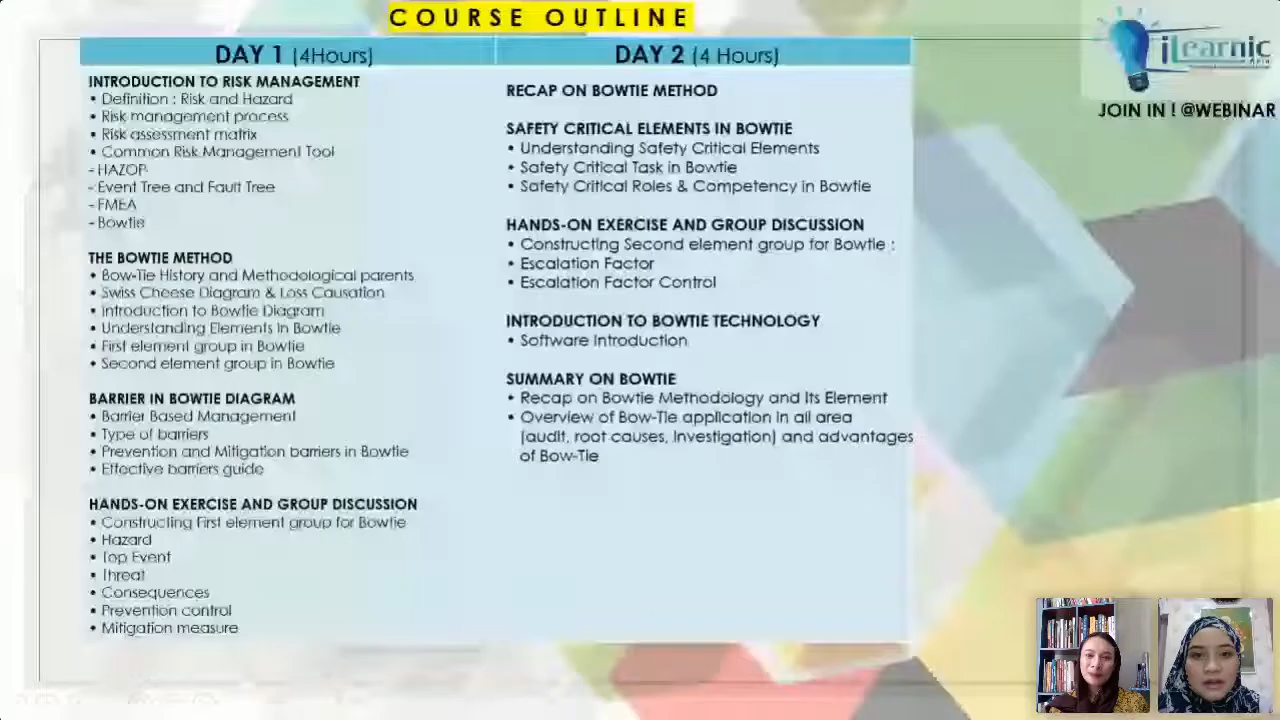 COURSE OUTLINE
iLearnic
JOIN IN ! @WEBINAR
DAY 1 (4Hours)
INTRODUCTION TO RISK MANAGEMENT
• Definition : Risk and Hazard
• Risk management process
• Risk assessment matrix
• Common Risk Management Tool
- HAZOP
- Event Tree and Fault Tree
- FMEA
- Bowtie
THE BOWTIE METHOD
• Bow-Tie History and Methodological parents
• Swiss Cheese Diagram & Loss Causation
• Introduction to Bowtie Diagram
• Understanding Elements in Bowtie
• First element group in Bowtie
• Second element group in Bowtie
BARRIER IN BOWTIE DIAGRAM
• Barrier Based Management
• Type of barriers
• Prevention and Mitigation barriers in Bowtie
• Effective barriers guide
HANDS-ON EXERCISE AND GROUP DISCUSSION
• Constructing First element group for Bowtie
• Hazard
• Top Event
• Threat
• Consequences
• Prevention control
• Mitigation measure
DAY 2 (4 Hours)
RECAP ON BOWTIE METHOD
SAFETY CRITICAL ELEMENTS IN BOWTIE
• Understanding Safety Critical Elements
• Safety Critical Task in Bowtie
• Safety Critical Roles & Competency in Bowtie
HANDS-ON EXERCISE AND GROUP DISCUSSION
• Constructing Second element group for Bowtie :
• Escalation Factor
• Escalation Factor Control
INTRODUCTION TO BOWTIE TECHNOLOGY
• Software Introduction
SUMMARY ON BOWTIE
• Recap on Bowtie Methodology and Its Element
• Overview of Bow-Tie application in all area
(audit, root causes, investigation) and advantages
of Bow-Tie